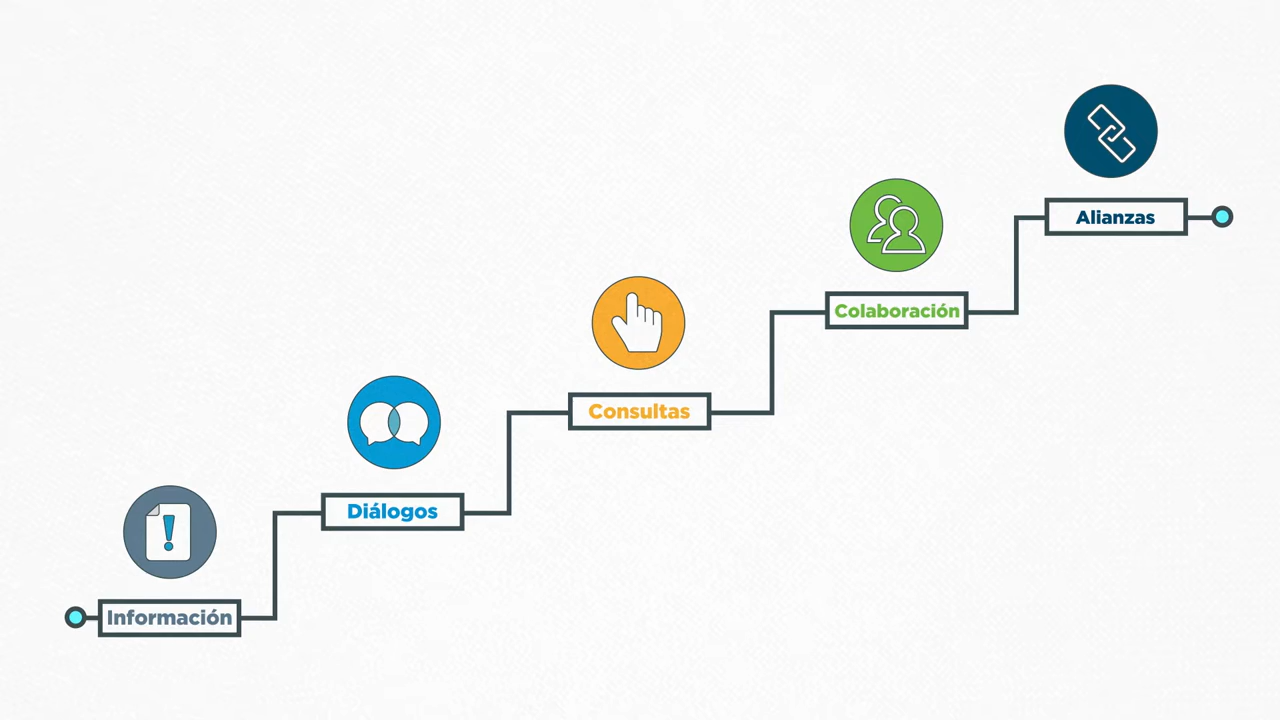 Información
Diálogos
Consultas
Colaboración
Alianzas